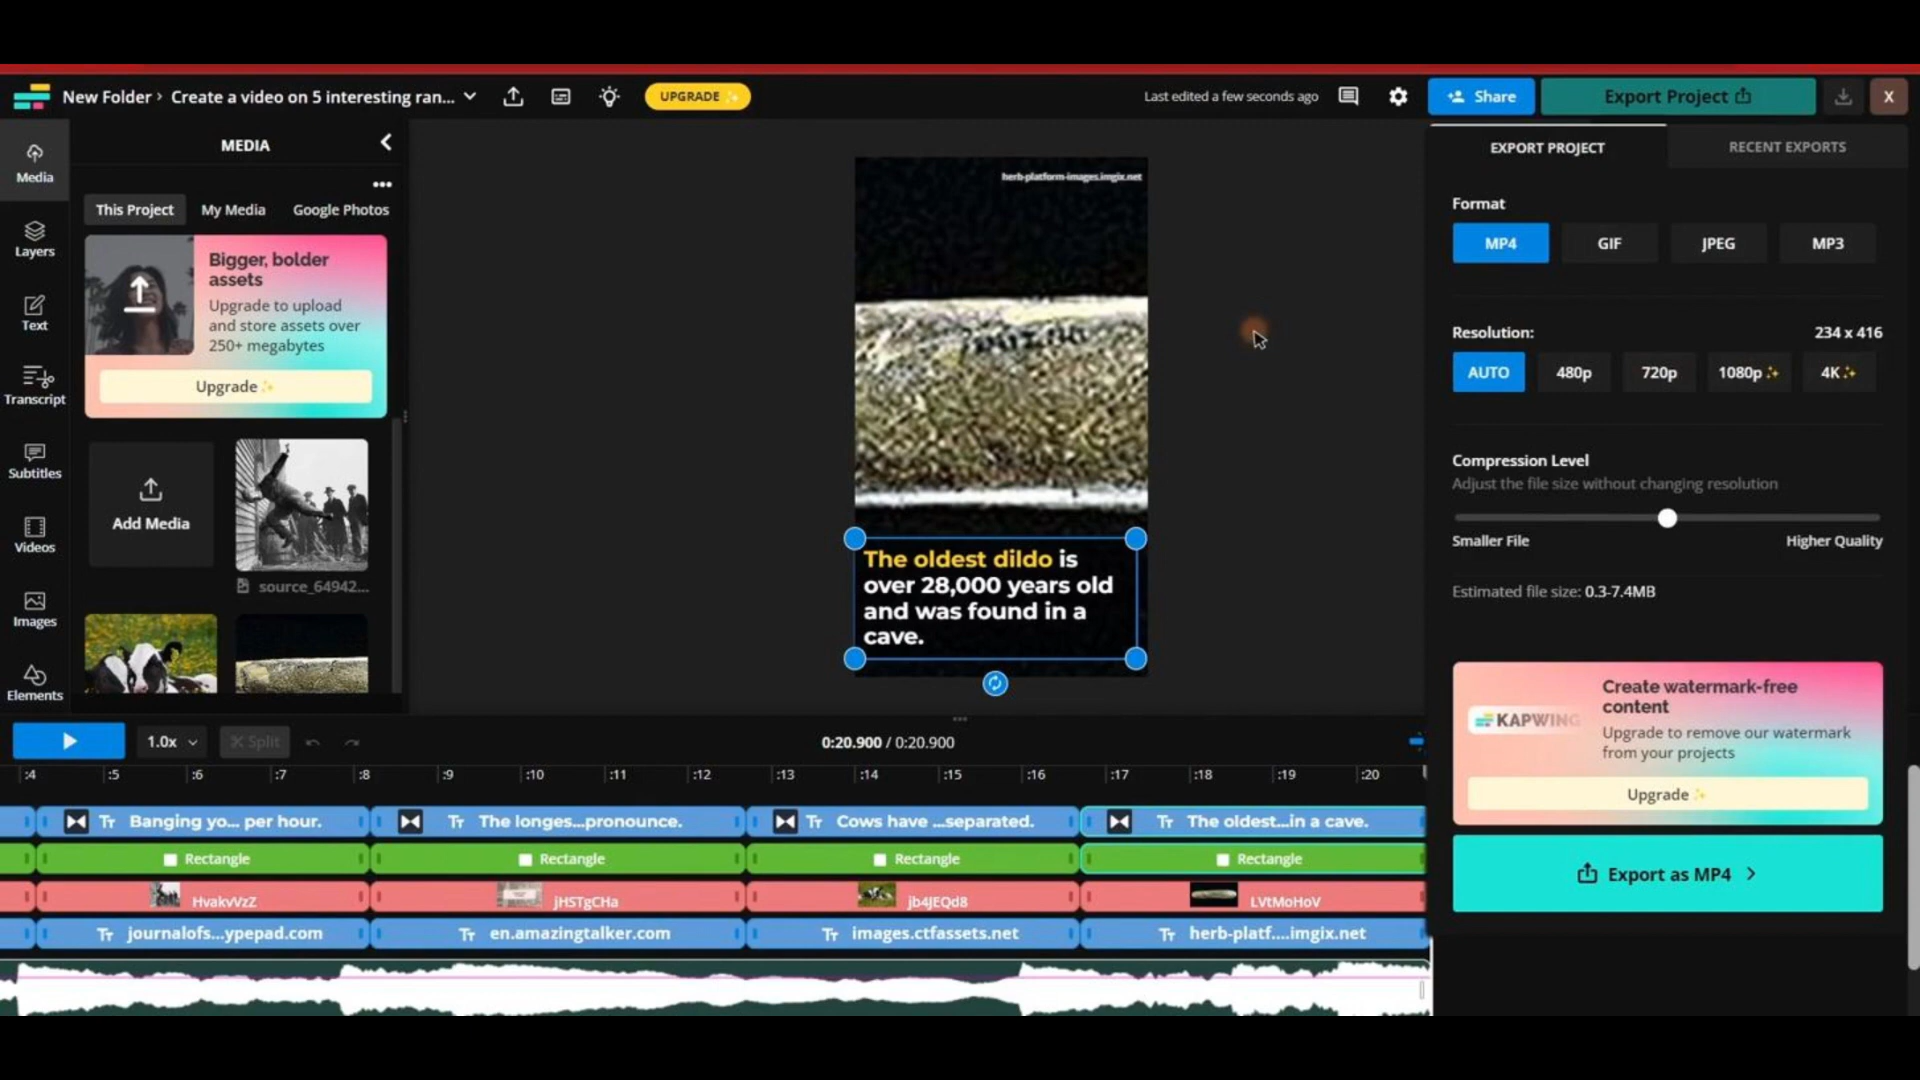 New Folder › Create a video on 5 interesting ran...
UPGRADE
Last edited a few seconds ago
Share
Export Project
X
Media
Layers
Text
Transcript
Subtitles
Videos
Images
Elements
MEDIA
This Project
My Media
Google Photos
Bigger, bolder
assets
Upgrade to upload
and store assets over
250+ megabytes
Upgrade
Add Media
source_64942...
herb-platform-images.imgix.net
The oldest dildo is
over 28,000 years old
and was found in a
cave.
EXPORT PROJECT
RECENT EXPORTS
Format
MP4
GIF
JPEG
MP3
Resolution:
234 x 416
AUTO
480p
720p
1080p
4K
Compression Level
Adjust the file size without changing resolution
Smaller File
Higher Quality
Estimated file size: 0.3-7.4MB
KAPWING
Create watermark-free
content
Upgrade to remove our watermark
from your projects
Upgrade
Export as MP4
1.0x
Split
0:20.900 / 0:20.900
:4 :5 :6 :7 :8 :9 :10 :11 :12 :13 :14 :15 :16 :17 :18 :19 :20
Tт Banging yo... per hour.
Tт The longes...pronounce.
Tт Cows have ...separated.
Tт The oldest...in a cave.
Rectangle
Rectangle
Rectangle
Rectangle
HvakvVzZ
jHSTgCHa
jb4JEQd8
LVtMoHoV
Tт journalofs...ypepad.com
Tт en.amazingtalker.com
Tт images.ctfassets.net
Tт herb-platf....imgix.net